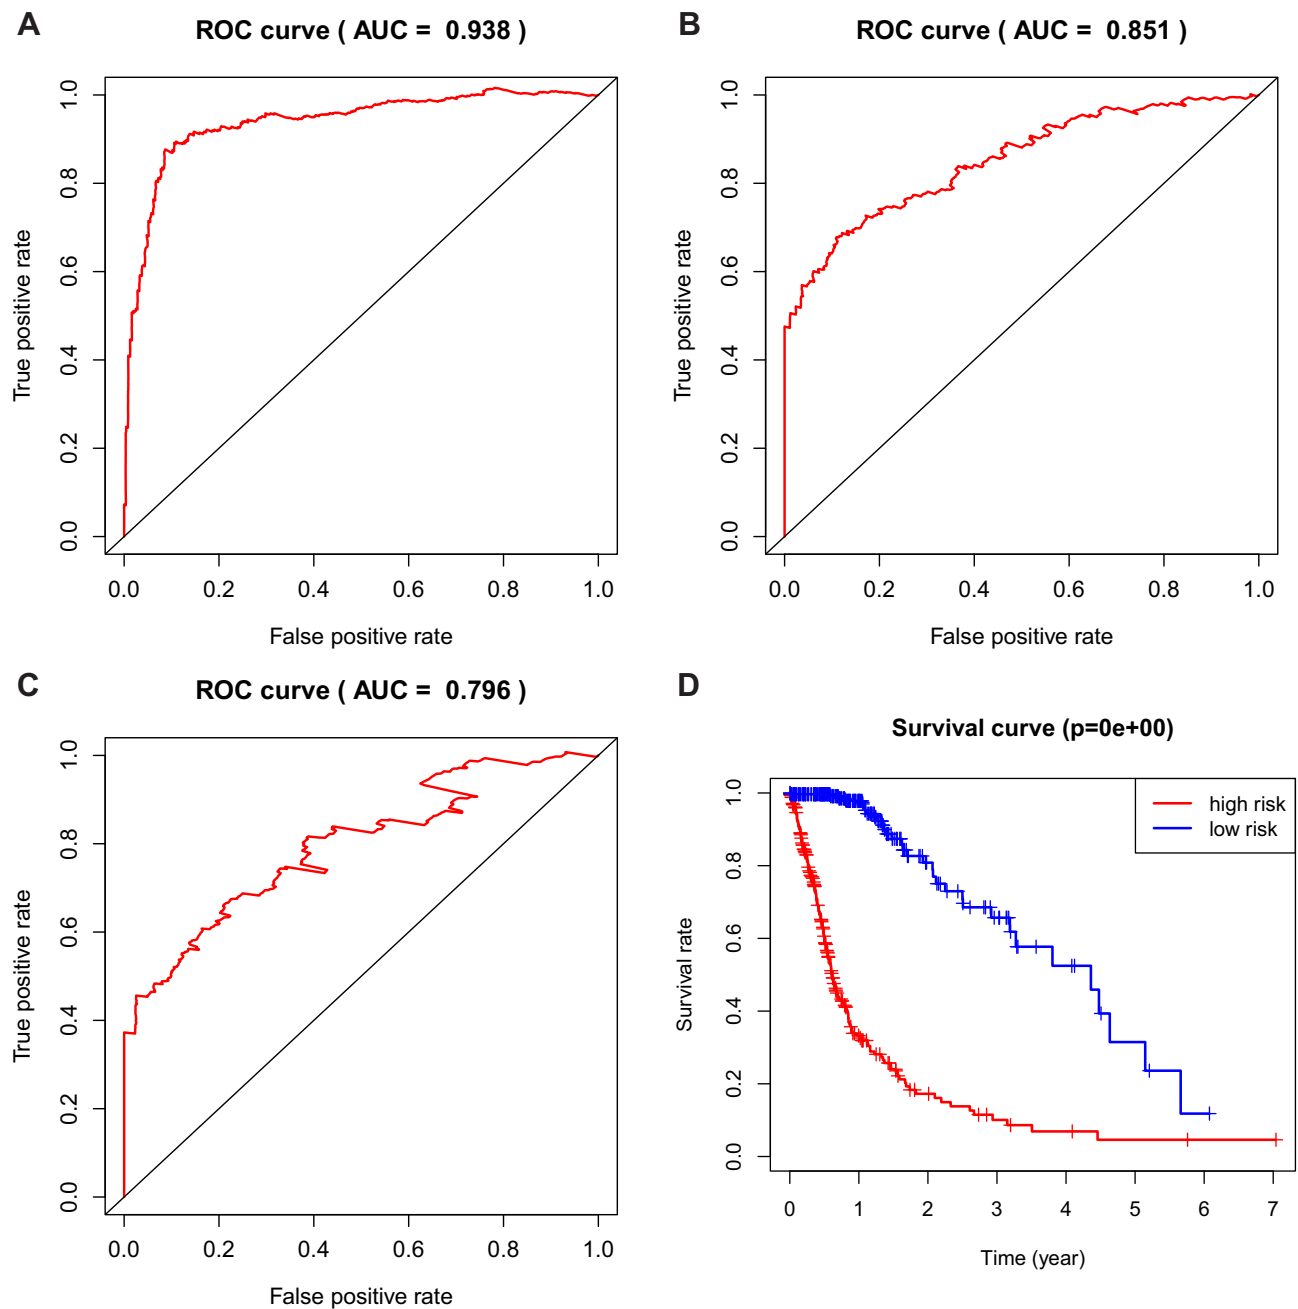 A
ROC curve ( AUC =  0.938 )
True positive rate
1.0
0.8
0.6
0.4
0.2
0.0
0.0 0.2 0.4 0.6 0.8 1.0
False positive rate
B
ROC curve ( AUC =  0.851 )
True positive rate
1.0
0.8
0.6
0.4
0.2
0.0
0.0 0.2 0.4 0.6 0.8 1.0
False positive rate
C
ROC curve ( AUC =  0.796 )
True positive rate
1.0
0.8
0.6
0.4
0.2
0.0
0.0 0.2 0.4 0.6 0.8 1.0
False positive rate
D
Survival curve (p=0e+00)
high risk
low risk
Survival rate
1.0
0.8
0.6
0.4
0.2
0.0
0 1 2 3 4 5 6 7
Time (year)